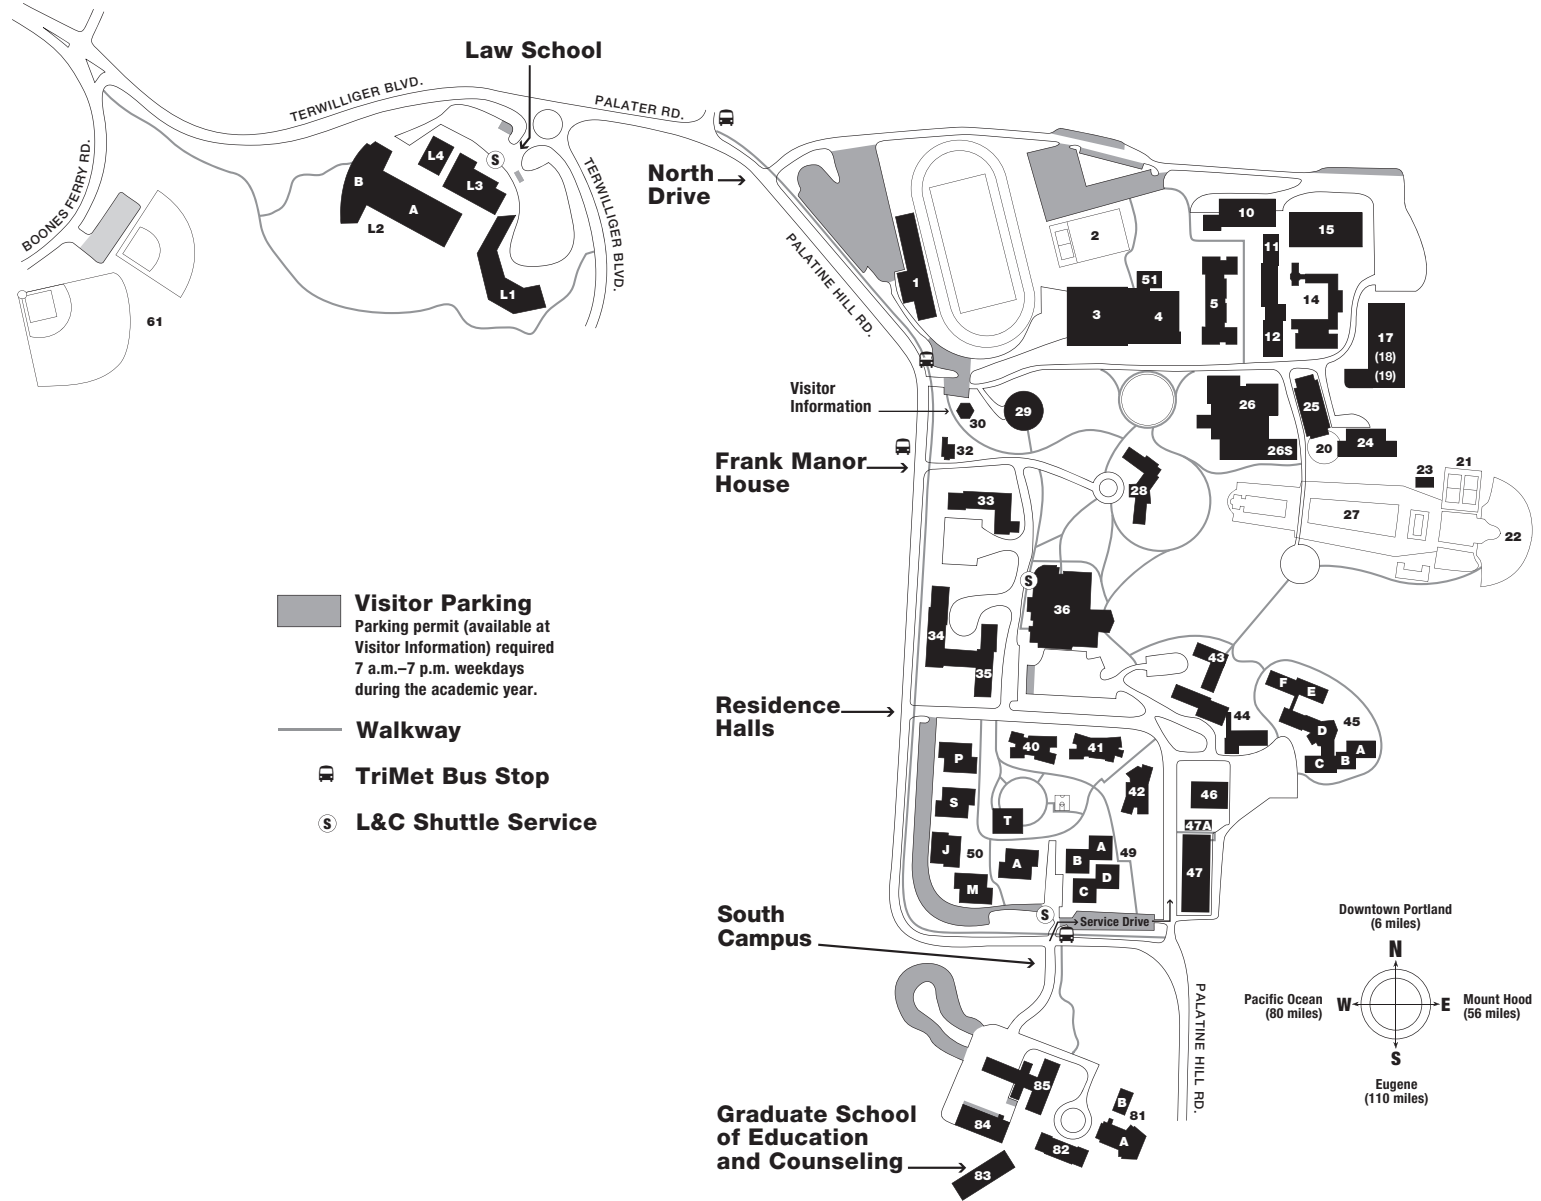 Law School
TERWILLIGER BLVD.
PALATER RD.
BOONES FERRY RD.
TERWILLIGER BLVD.
L4
S
L3
B
A
L2
L1
61
North
Drive
PALATINE HILL RD.
1
2
10
11
15
51
3
4
5
14
12
17
(18)
(19)
Visitor
Information
30
29
26
25
26S
20
24
32
Frank Manor
House
28
23
21
27
22
33
S
36
34
35
Visitor Parking
Parking permit (available at
Visitor Information) required
7 a.m.–7 p.m. weekdays
during the academic year.
Walkway
TriMet Bus Stop
S
L&C Shuttle Service
Residence
Halls
43
44
F
E
45
D
A
B
C
40
41
P
42
46
S
T
47A
J
50
A
A
49
B
47
D
M
C
South
Campus
S
Service Drive
Downtown Portland
(6 miles)
N
Pacific Ocean
(80 miles)
W
E
Mount Hood
(56 miles)
S
Eugene
(110 miles)
PALATINE HILL RD.
85
B
81
84
A
82
83
Graduate School
of Education
and Counseling